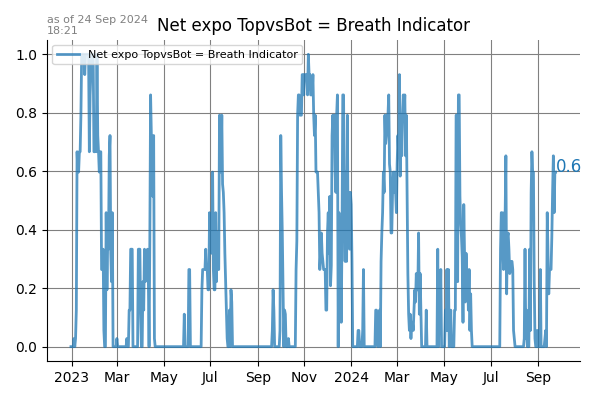 as of 24 Sep 2024
18:21
Net expo TopvsBot = Breath Indicator
Net expo TopvsBot = Breath Indicator
1.0
0.8
0.6
0.6
0.4
0.2
0.0
2023 Mar May Jul Sep Nov 2024 Mar May Jul Sep